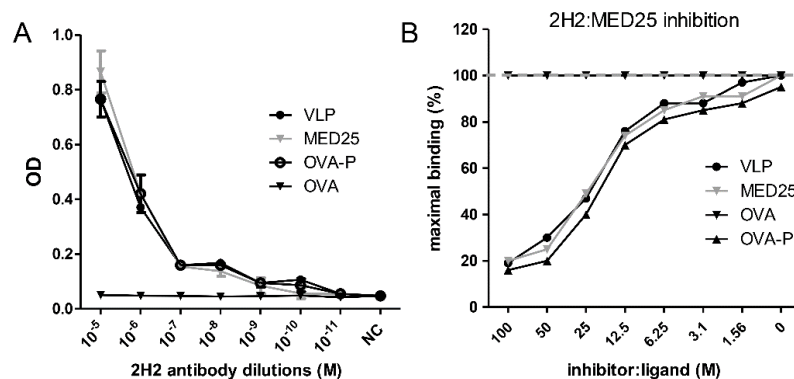 A
OD
1.0
0.8
0.6
0.4
0.2
0.0
VLP
MED25
OVA-P
OVA
10⁻⁵
10⁻⁶
10⁻⁷
10⁻⁸
10⁻⁹
10⁻¹⁰
10⁻¹¹
NC
2H2 antibody dilutions (M)
B
2H2:MED25 inhibition
maximal binding (%)
120
100
80
60
40
20
0
VLP
MED25
OVA
OVA-P
100
50
25
12.5
6.25
3.1
1.56
0
inhibitor:ligand (M)